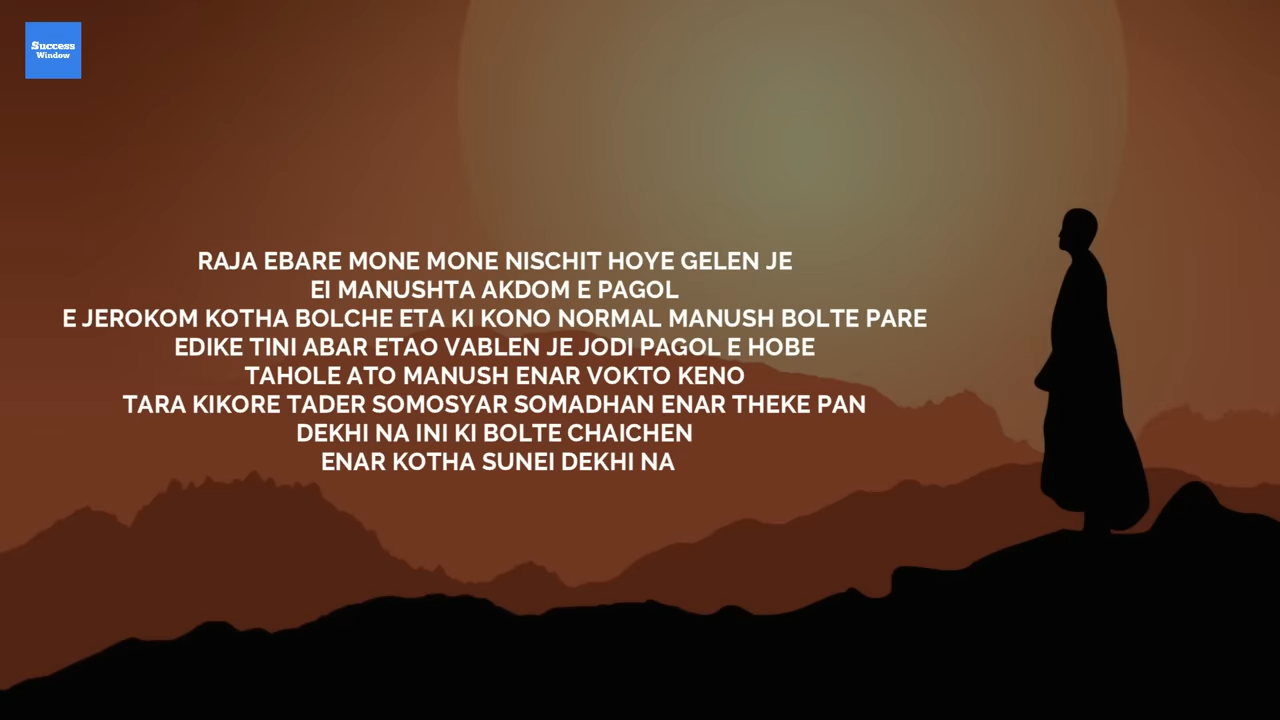 Success
Window
RAJA EBARE MONE MONE NISCHIT HOYE GELEN JE
EI MANUSHTA AKDOM E PAGOL
E JEROKOM KOTHA BOLCHE ETA KI KONO NORMAL MANUSH BOLTE PARE
EDIKE TINI ABAR ETAO VABLEN JE JODI PAGOL E HOBE
TAHOLE ATO MANUSH ENAR VOKTO KENO
TARA KIKORE TADER SOMOSYAR SOMADHAN ENAR THEKE PAN
DEKHI NA INI KI BOLTE CHAICHEN
ENAR KOTHA SUNEI DEKHI NA